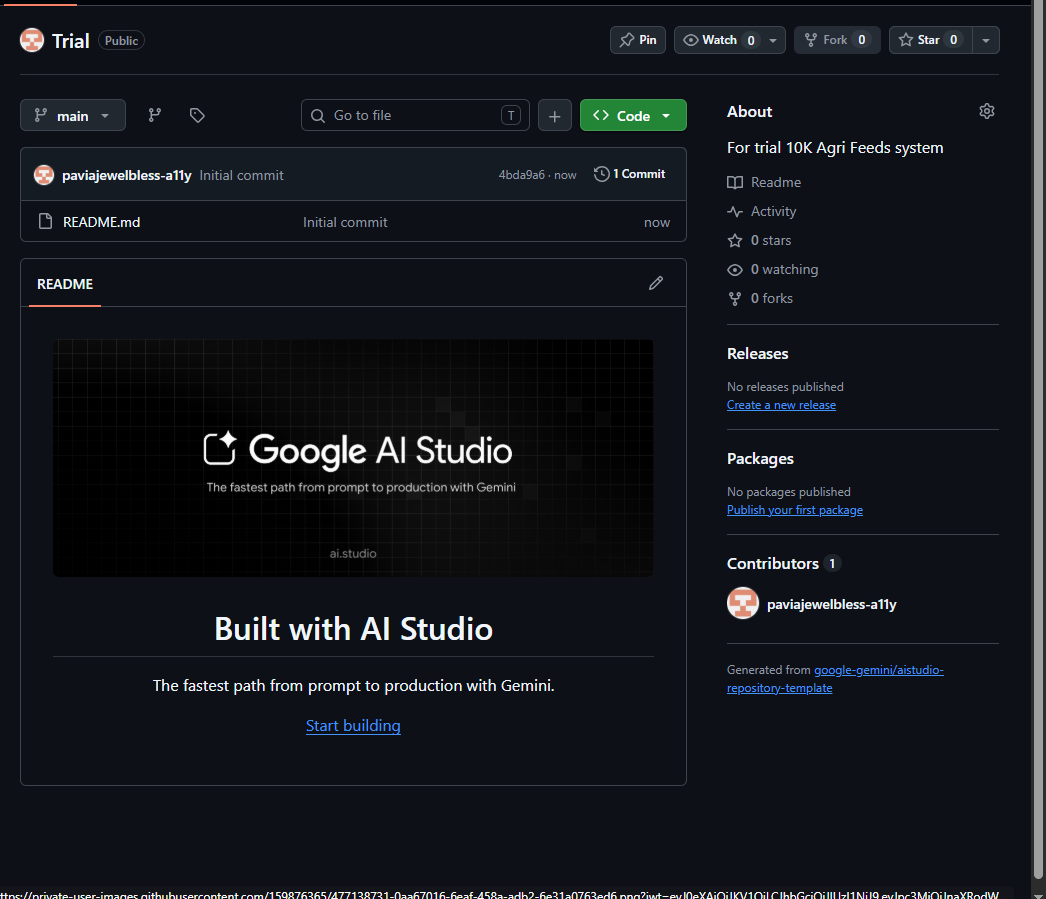 Trial Public Pin Watch 0 Fork 0 Star 0
main Go to file T Code
paviajewelbless-a11y Initial commit 4bda9a6 · now 1 Commit
README.md Initial commit now
README
Google AI Studio
The fastest path from prompt to production with Gemini
ai.studio
Built with AI Studio
The fastest path from prompt to production with Gemini.
Start building
About
For trial 10K Agri Feeds system
Readme
Activity
0 stars
0 watching
0 forks
Releases
No releases published
Create a new release
Packages
No packages published
Publish your first package
Contributors 1
paviajewelbless-a11y
Generated from google-gemini/aistudio-
repository-template